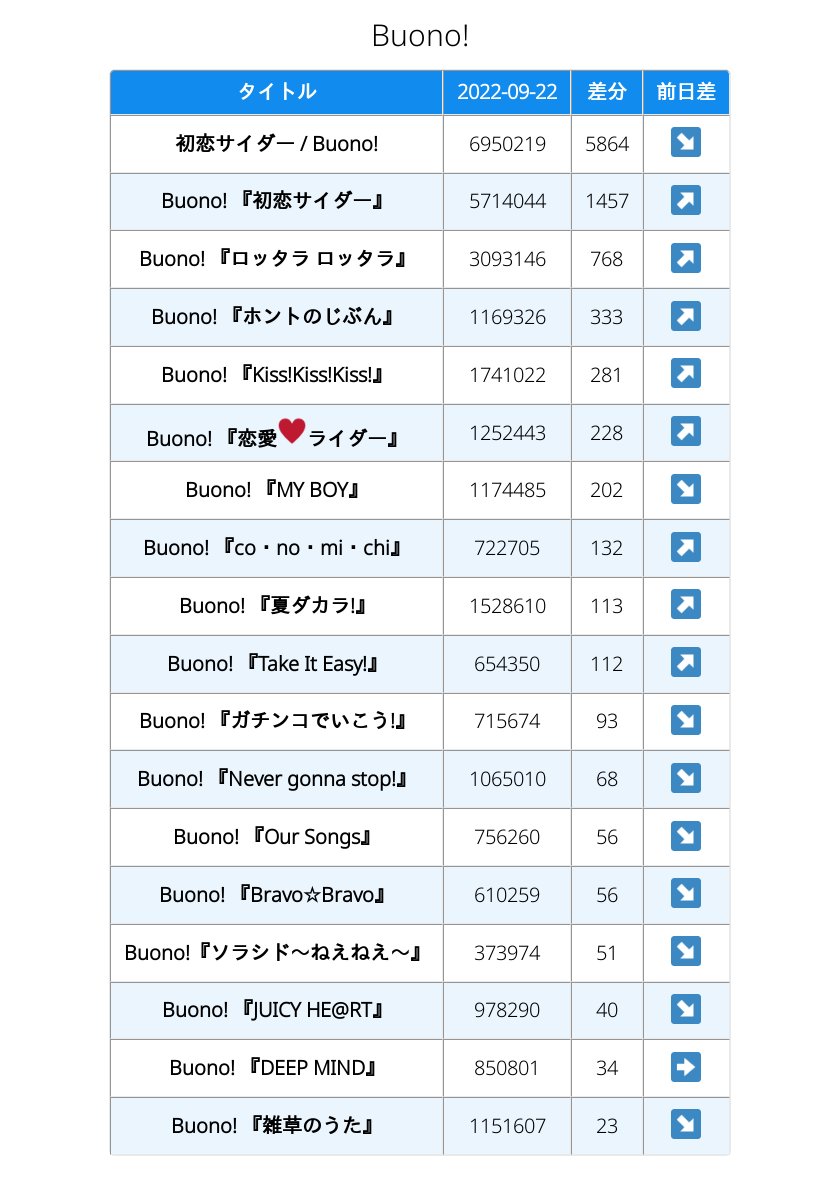 Buono!
タイトル 2022-09-22 差分 前日差
初恋サイダー / Buono! 6950219 5864 ↘
Buono! 『初恋サイダー』 5714044 1457 ↗
Buono! 『ロッタラ ロッタラ』 3093146 768 ↗
Buono! 『ホントのじぶん』 1169326 333 ↗
Buono! 『Kiss!Kiss!Kiss!』 1741022 281 ↗
Buono! 『恋愛♥ライダー』 1252443 228 ↗
Buono! 『MY BOY』 1174485 202 ↘
Buono! 『co・no・mi・chi』 722705 132 ↗
Buono! 『夏ダカラ!』 1528610 113 ↗
Buono! 『Take It Easy!』 654350 112 ↗
Buono! 『ガチンコでいこう!』 715674 93 ↘
Buono! 『Never gonna stop!』 1065010 68 ↘
Buono! 『Our Songs』 756260 56 ↘
Buono! 『Bravo☆Bravo』 610259 56 ↘
Buono!『ソラシド〜ねえねえ〜』 373974 51 ↘
Buono! 『JUICY HE@RT』 978290 40 ↘
Buono! 『DEEP MIND』 850801 34 ➡
Buono! 『雑草のうた』 1151607 23 ↘